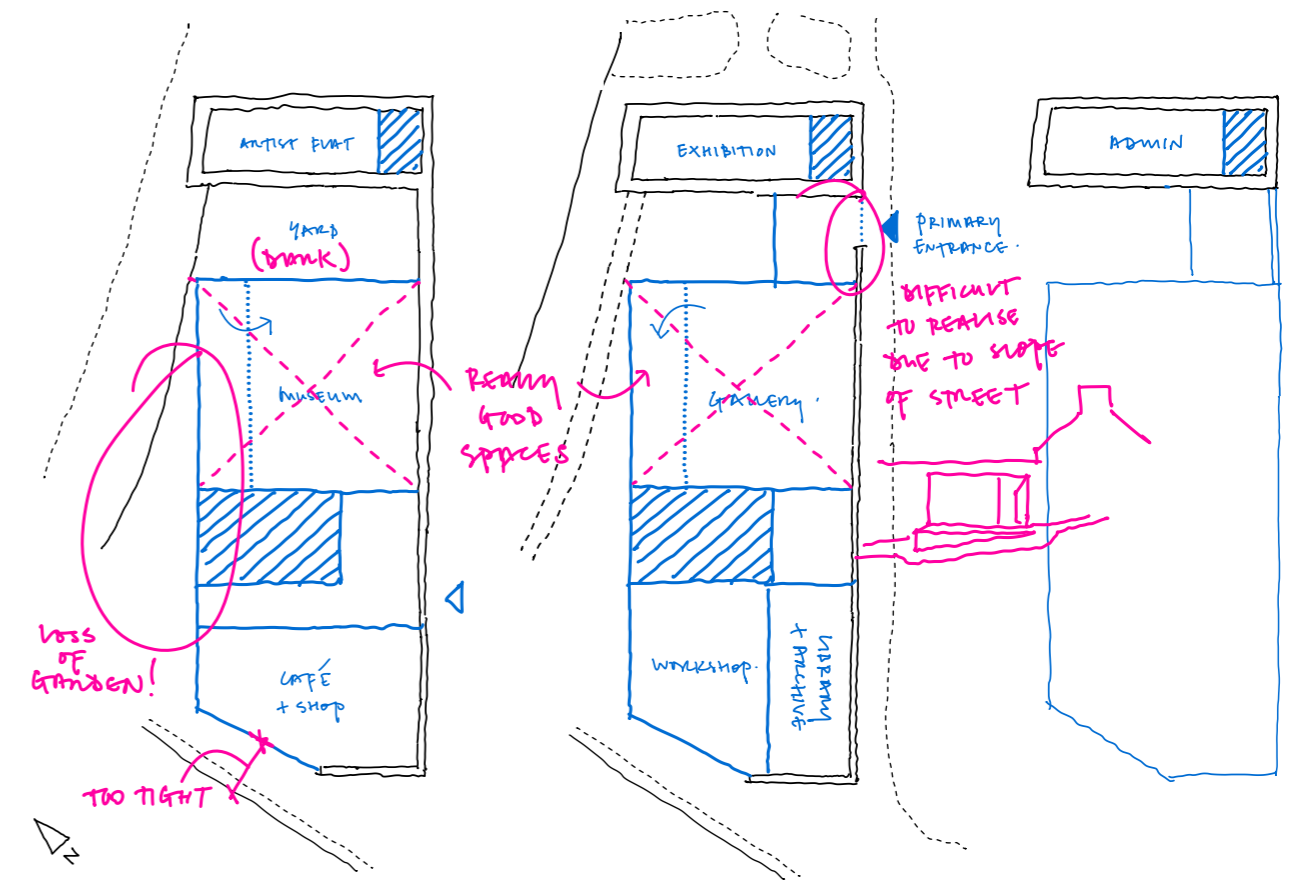 ARTIST FLAT
YARD
(DARK)
MUSEUM
LOSS
OF
GARDEN!
CAFÉ
+ SHOP
TOO TIGHT
N
REALLY
GOOD
SPACES
EXHIBITION
PRIMARY
ENTRANCE.
DIFFICULT
TO REALISE
DUE TO SLOPE
OF STREET
GALLERY.
WORKSHOP.
LIBRARY
+ ARCHIVE
ADMIN